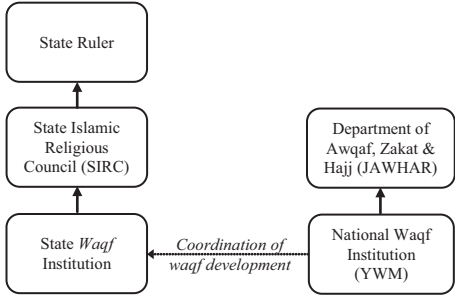 State Ruler
State Islamic
Religious
Council (SIRC)
Department of
Awqaf, Zakat &
Hajj (JAWHAR)
State Waqf
Institution
Coordination of
waqf development
National Waqf
Institution
(YWM)